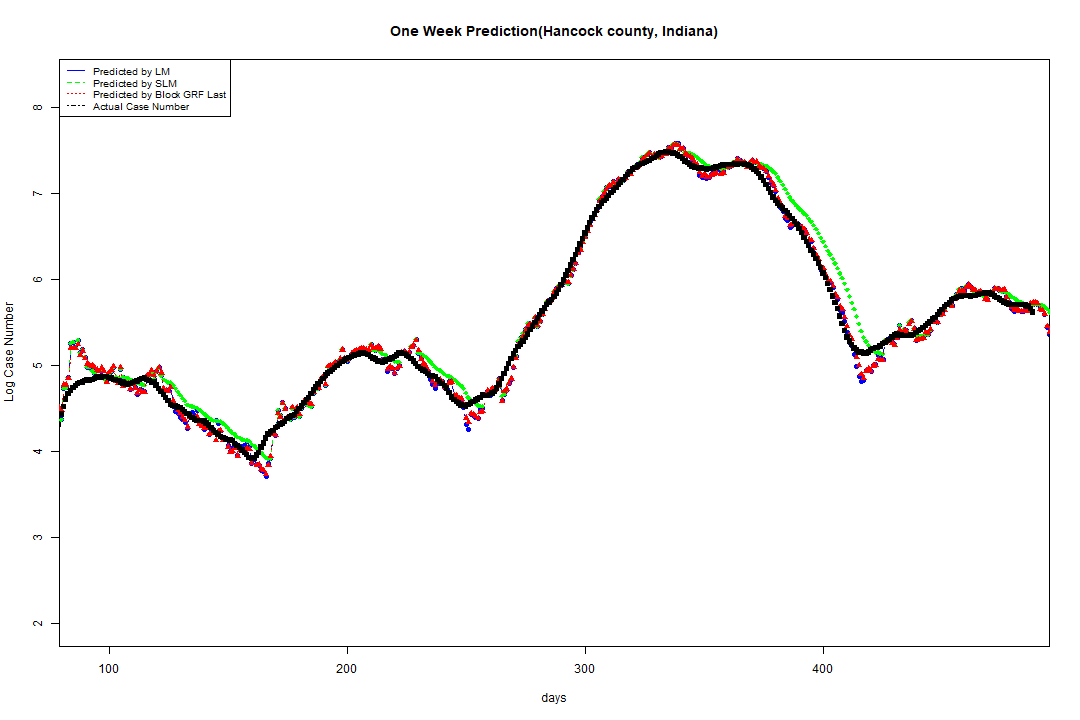 One Week Prediction(Hancock county, Indiana)
Predicted by LM
Predicted by SLM
Predicted by Block GRF Last
Actual Case Number
8
7
6
5
4
3
2
Log Case Number
100 200 300 400
days